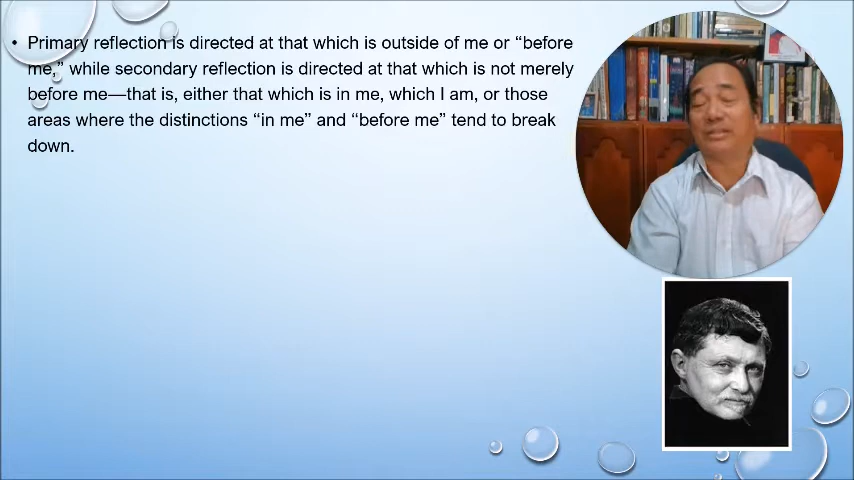 • Primary reflection is directed at that which is outside of me or “before
me,” while secondary reflection is directed at that which is not merely
before me—that is, either that which is in me, which I am, or those
areas where the distinctions “in me” and “before me” tend to break
down.